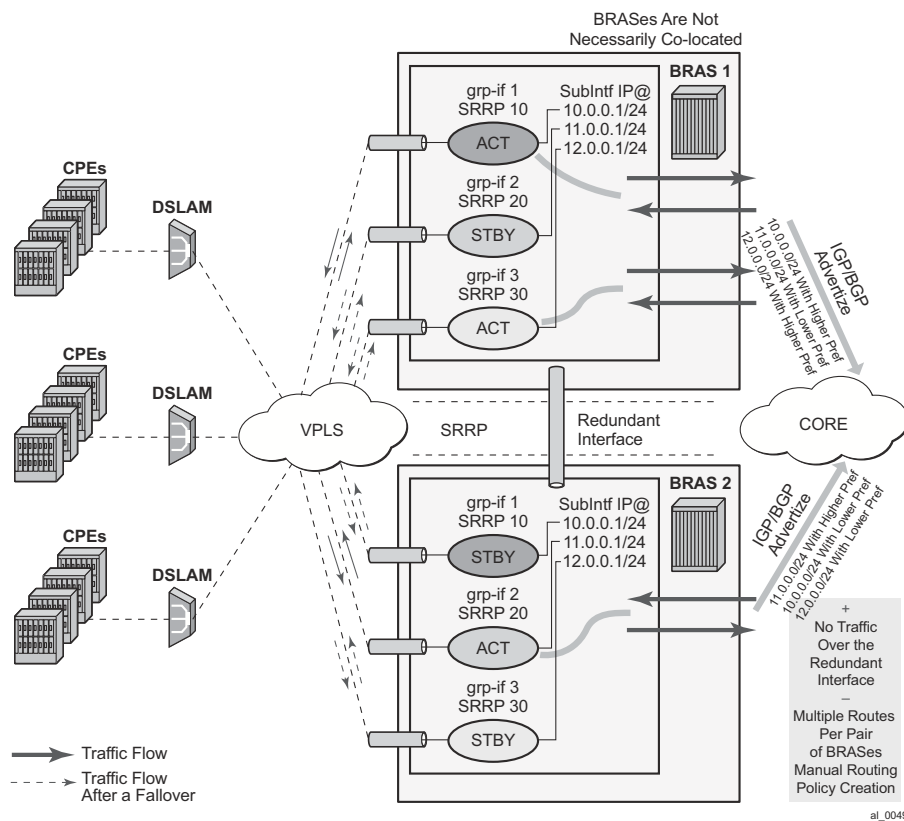 BRASes Are Not
Necessarily Co-located
BRAS 1
grp-if 1
SRRP 10
SubIntf IP@
10.0.0.1/24
11.0.0.1/24
12.0.0.1/24
ACT
grp-if 2
SRRP 20
STBY
grp-if 3
SRRP 30
ACT
CPEs
DSLAM
CPEs
DSLAM
CPEs
DSLAM
VPLS
SRRP
Redundant
Interface
CORE
IGP/BGP
Advertize
10.0.0.0/24 With Higher Pref
11.0.0.0/24 With Lower Pref
12.0.0.0/24 With Higher Pref
BRAS 2
grp-if 1
SRRP 10
SubIntf IP@
10.0.0.1/24
11.0.0.1/24
12.0.0.1/24
STBY
grp-if 2
SRRP 20
ACT
grp-if 3
SRRP 30
STBY
IGP/BGP
Advertize
11.0.0.0/24 With Higher Pref
10.0.0.0/24 With Lower Pref
12.0.0.0/24 With Lower Pref
+
No Traffic
Over the
Redundant
Interface
–
Multiple Routes
Per Pair
of BRASes
Manual Routing
Policy Creation
Traffic Flow
Traffic Flow
After a Fallover
al_0049